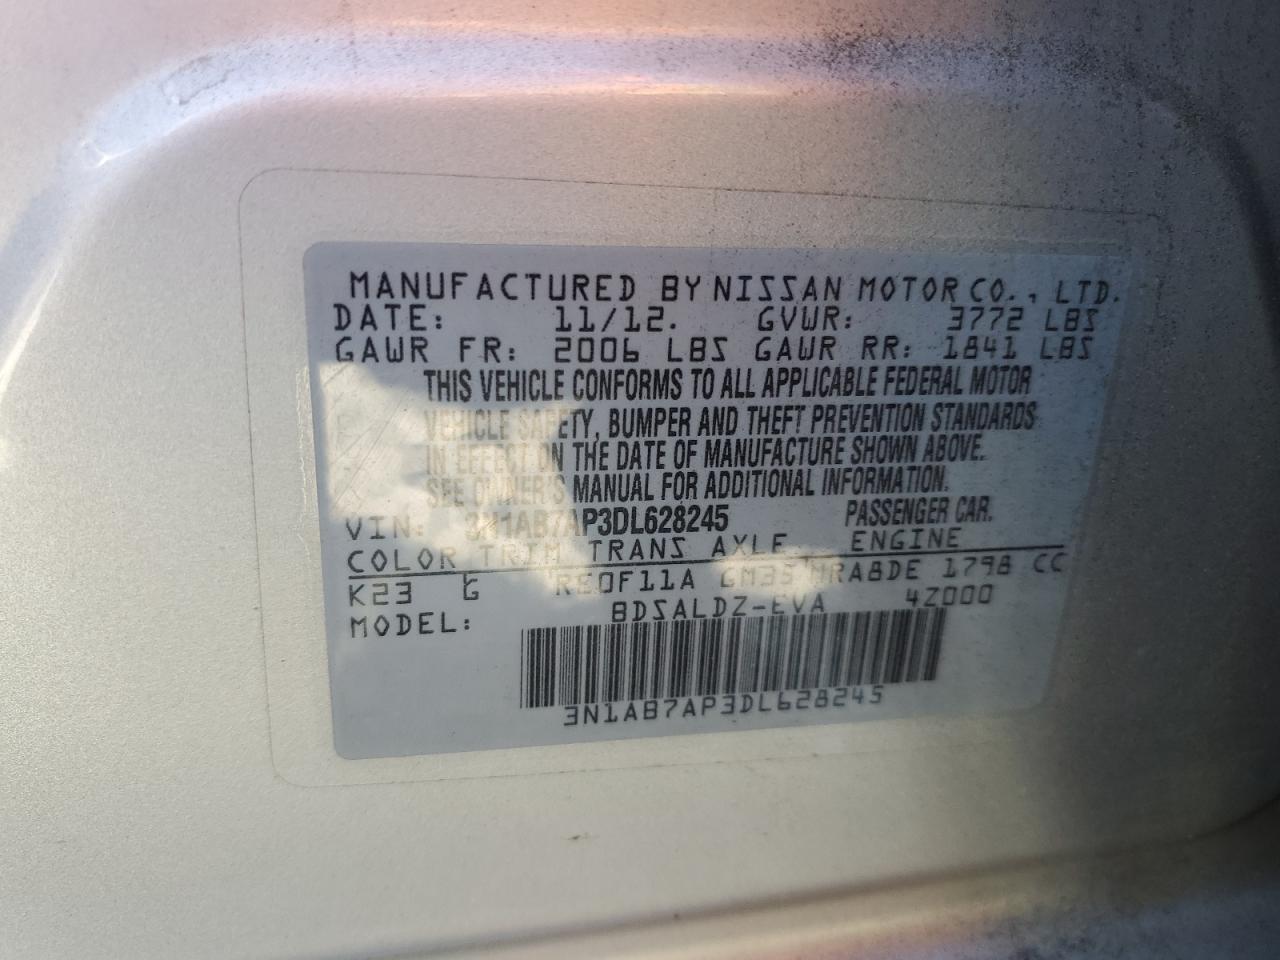 MANUFACTURED BY NISSAN MOTOR CO., LTD.
DATE: 11/12. GVWR: 3772 LBS
GAWR FR: 2006 LBS GAWR RR: 1841 LBS
THIS VEHICLE CONFORMS TO ALL APPLICABLE FEDERAL MOTOR
VEHICLE SAFETY, BUMPER AND THEFT PREVENTION STANDARDS
IN EFFECT ON THE DATE OF MANUFACTURE SHOWN ABOVE.
SEE OWNER'S MANUAL FOR ADDITIONAL INFORMATION.
VIN: 3N1AB7AP3DL628245 PASSENGER CAR.
COLOR TRIM TRANS AXLE ENGINE
K23 G RE0F11A GM35 MRA8DE 1798 CC
MODEL: BDSALDZ-EVA 4Z000
3N1AB7AP3DL628245